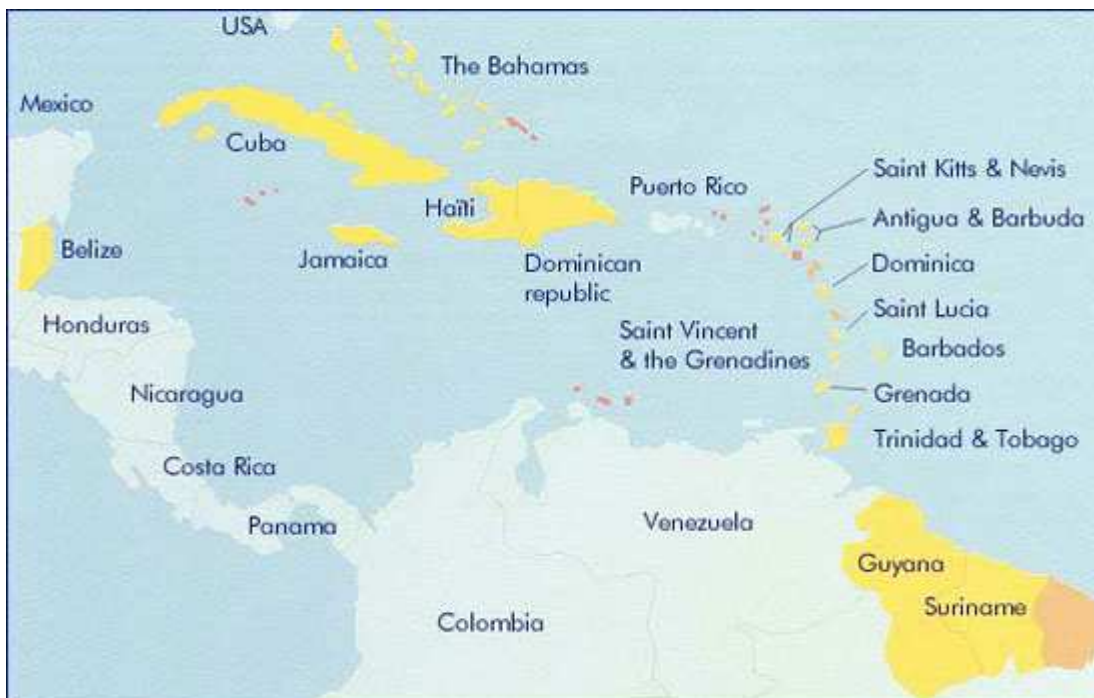 USA
The Bahamas
Mexico
Cuba
Saint Kitts & Nevis
Puerto Rico
Haïti
Antigua & Barbuda
Belize
Jamaica
Dominican
republic
Dominica
Saint Lucia
Honduras
Saint Vincent
& the Grenadines
Barbados
Nicaragua
Grenada
Trinidad & Tobago
Costa Rica
Panama
Venezuela
Guyana
Suriname
Colombia